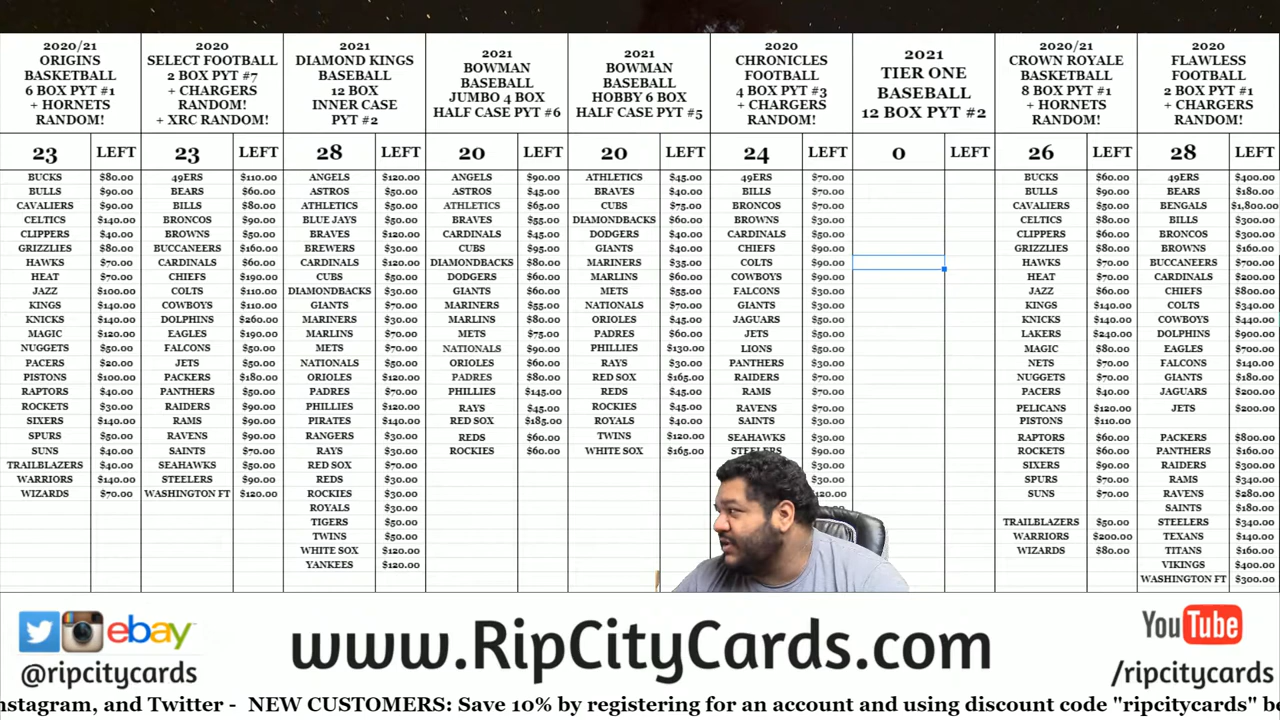 2020/21
ORIGINS
BASKETBALL
6 BOX PYT #1
+ HORNETS
RANDOM!
23 LEFT
BUCKS $80.00
BULLS $90.00
CAVALIERS $90.00
CELTICS $140.00
CLIPPERS $40.00
GRIZZLIES $80.00
HAWKS $70.00
HEAT $70.00
JAZZ $100.00
KINGS $140.00
KNICKS $140.00
MAGIC $120.00
NUGGETS $50.00
PACERS $20.00
PISTONS $100.00
RAPTORS $40.00
ROCKETS $30.00
SIXERS $140.00
SPURS $50.00
SUNS $40.00
TRAILBLAZERS $40.00
WARRIORS $140.00
WIZARDS $70.00
2020
SELECT FOOTBALL
2 BOX PYT #7
+ CHARGERS
RANDOM!
+ XRC RANDOM!
23 LEFT
49ERS $110.00
BEARS $60.00
BILLS $80.00
BRONCOS $90.00
BROWNS $50.00
BUCCANEERS $160.00
CARDINALS $60.00
CHIEFS $190.00
COLTS $110.00
COWBOYS $110.00
DOLPHINS $260.00
EAGLES $190.00
FALCONS $50.00
JETS $50.00
PACKERS $180.00
PANTHERS $50.00
RAIDERS $90.00
RAMS $90.00
RAVENS $90.00
SAINTS $70.00
SEAHAWKS $50.00
STEELERS $90.00
WASHINGTON FT $120.00
2021
DIAMOND KINGS
BASEBALL
12 BOX
INNER CASE
PYT #2
28 LEFT
ANGELS $120.00
ASTROS $50.00
ATHLETICS $50.00
BLUE JAYS $50.00
BRAVES $120.00
BREWERS $30.00
CARDINALS $120.00
CUBS $50.00
DIAMONDBACKS $30.00
GIANTS $70.00
MARINERS $30.00
MARLINS $70.00
METS $70.00
NATIONALS $50.00
ORIOLES $120.00
PADRES $70.00
PHILLIES $120.00
PIRATES $140.00
RANGERS $30.00
RAYS $30.00
RED SOX $70.00
REDS $30.00
ROCKIES $30.00
ROYALS $30.00
TIGERS $50.00
TWINS $50.00
WHITE SOX $120.00
YANKEES $120.00
2021
BOWMAN
BASEBALL
JUMBO 4 BOX
HALF CASE PYT #6
20 LEFT
ANGELS $90.00
ASTROS $45.00
ATHLETICS $65.00
BRAVES $55.00
CARDINALS $45.00
CUBS $95.00
DIAMONDBACKS $80.00
DODGERS $60.00
GIANTS $60.00
MARINERS $55.00
MARLINS $80.00
METS $75.00
NATIONALS $90.00
ORIOLES $60.00
PADRES $80.00
PHILLIES $145.00
RAYS $45.00
RED SOX $185.00
REDS $60.00
ROCKIES $60.00
2021
BOWMAN
BASEBALL
HOBBY 6 BOX
HALF CASE PYT #5
20 LEFT
ATHLETICS $45.00
BRAVES $40.00
CUBS $75.00
DIAMONDBACKS $60.00
DODGERS $40.00
GIANTS $40.00
MARINERS $35.00
MARLINS $60.00
METS $55.00
NATIONALS $70.00
ORIOLES $45.00
PADRES $60.00
PHILLIES $130.00
RAYS $30.00
RED SOX $165.00
REDS $45.00
ROCKIES $45.00
ROYALS $40.00
TWINS $120.00
WHITE SOX $165.00
2020
CHRONICLES
FOOTBALL
4 BOX PYT #3
+ CHARGERS
RANDOM!
24 LEFT
49ERS $70.00
BILLS $70.00
BRONCOS $70.00
BROWNS $30.00
CARDINALS $50.00
CHIEFS $90.00
COLTS $90.00
COWBOYS $90.00
FALCONS $30.00
GIANTS $30.00
JAGUARS $50.00
JETS $50.00
LIONS $50.00
PANTHERS $30.00
RAIDERS $70.00
RAMS $70.00
RAVENS $70.00
SAINTS $30.00
SEAHAWKS $30.00
STEELERS $90.00
$30.00
$30.00
2021
TIER ONE
BASEBALL
12 BOX PYT #2
0 LEFT
2020/21
CROWN ROYALE
BASKETBALL
8 BOX PYT #1
+ HORNETS
RANDOM!
26 LEFT
BUCKS $60.00
BULLS $90.00
CAVALIERS $50.00
CELTICS $80.00
CLIPPERS $60.00
GRIZZLIES $80.00
HAWKS $70.00
HEAT $70.00
JAZZ $60.00
KINGS $140.00
KNICKS $140.00
LAKERS $240.00
MAGIC $80.00
NETS $70.00
NUGGETS $70.00
PACERS $40.00
PELICANS $120.00
PISTONS $110.00
RAPTORS $60.00
ROCKETS $60.00
SIXERS $90.00
SPURS $70.00
SUNS $70.00
TRAILBLAZERS $50.00
WARRIORS $200.00
WIZARDS $80.00
2020
FLAWLESS
FOOTBALL
2 BOX PYT #1
+ CHARGERS
RANDOM!
28 LEFT
49ERS $400.00
BEARS $180.00
BENGALS $1,800.00
BILLS $300.00
BRONCOS $300.00
BROWNS $160.00
BUCCANEERS $700.00
CARDINALS $200.00
CHIEFS $800.00
COLTS $340.00
COWBOYS $440.00
DOLPHINS $900.00
EAGLES $700.00
FALCONS $140.00
GIANTS $180.00
JAGUARS $200.00
JETS $200.00
PACKERS $800.00
PANTHERS $160.00
RAIDERS $300.00
RAMS $340.00
RAVENS $280.00
SAINTS $180.00
STEELERS $340.00
TEXANS $140.00
TITANS $160.00
VIKINGS $400.00
WASHINGTON FT $300.00
ebay
@ripcitycards
www.RipCityCards.com
YouTube
/ripcitycards
nstagram, and Twitter - NEW CUSTOMERS: Save 10% by registering for an account and using discount code "ripcitycards" be